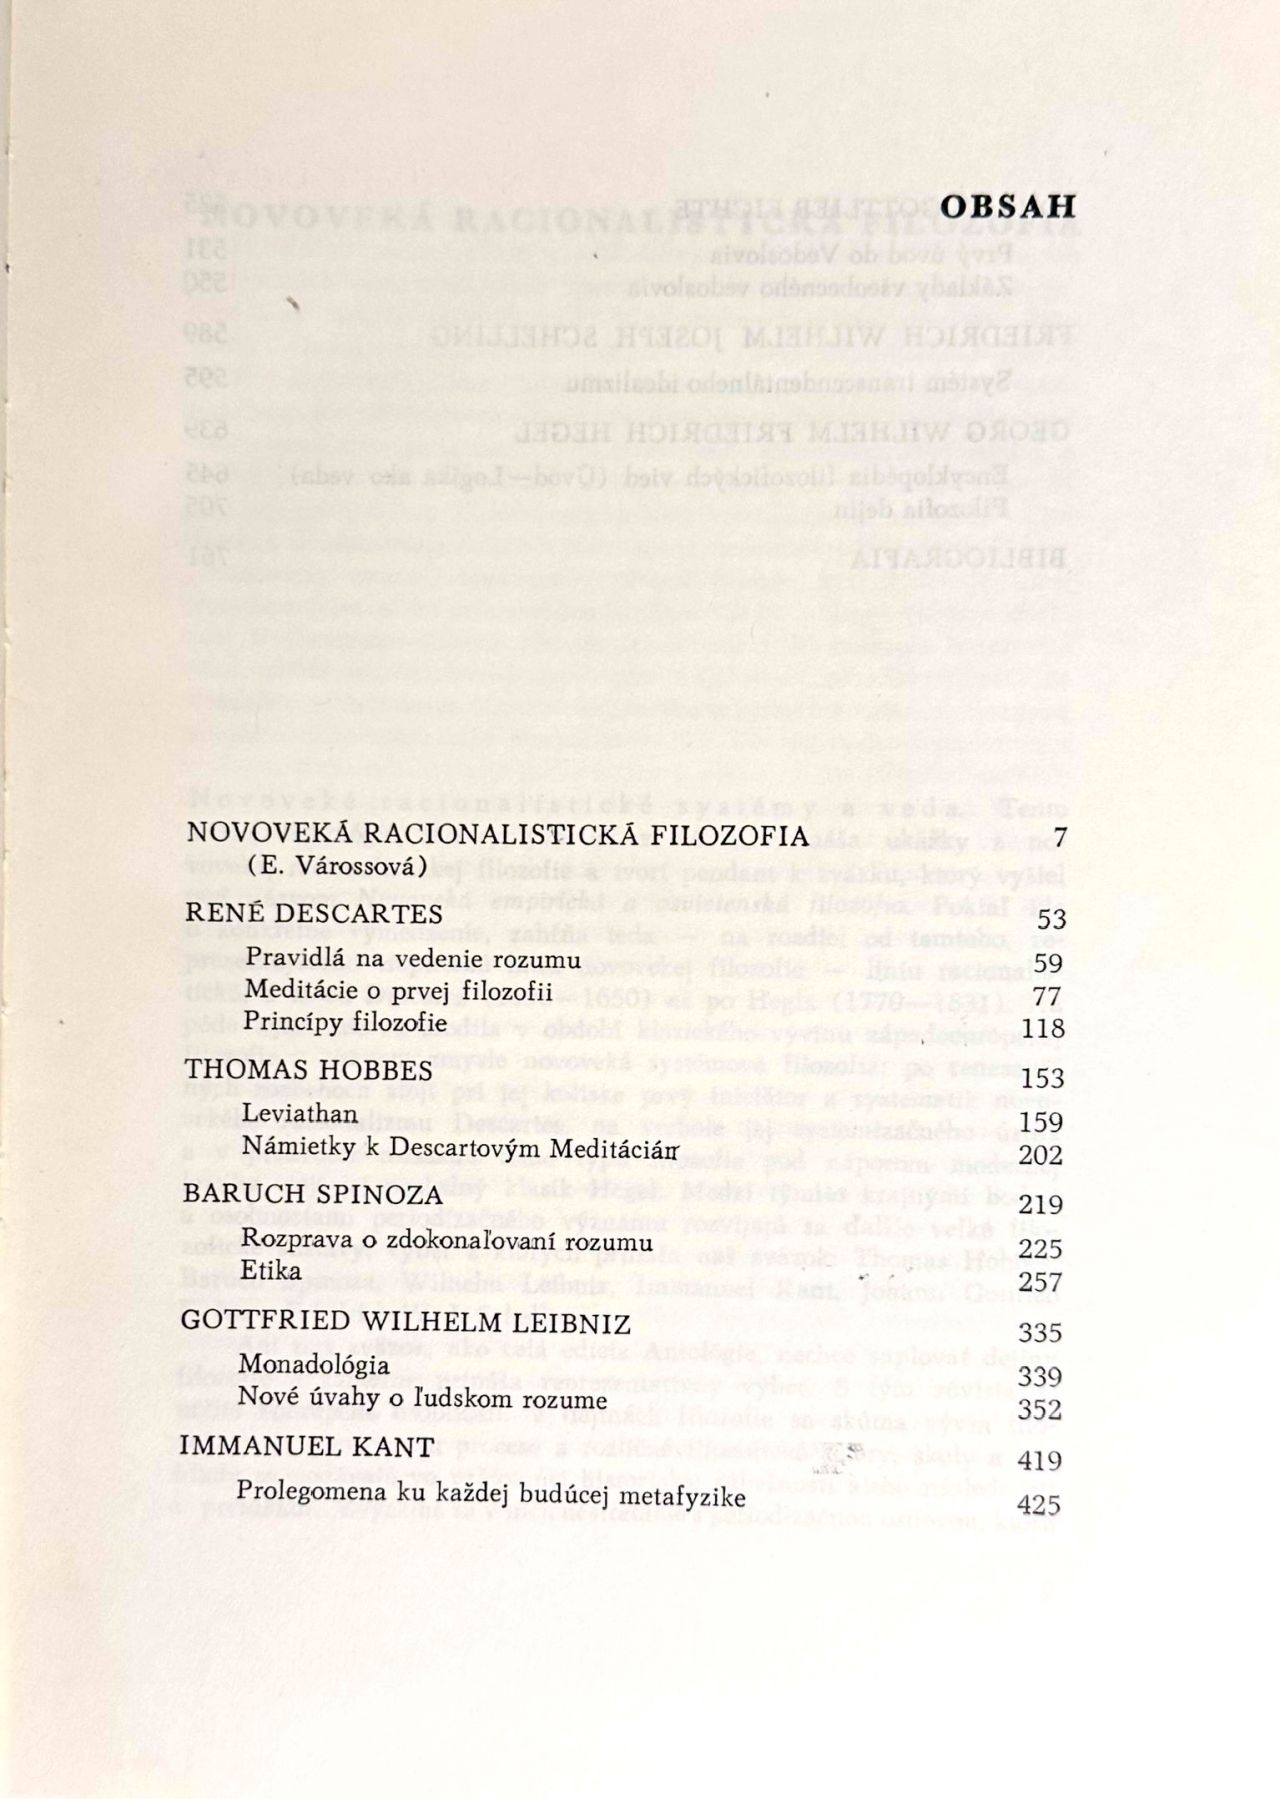 OBSAH
NOVOVEKÁ RACIONALISTICKÁ FILOZOFIA 7
(E. Várossová)
RENÉ DESCARTES 53
Pravidlá na vedenie rozumu 59
Meditácie o prvej filozofii 77
Princípy filozofie 118
THOMAS HOBBES 153
Leviathan 159
Námietky k Descartovým Meditáciám 202
BARUCH SPINOZA 219
Rozprava o zdokonaľovaní rozumu 225
Etika 257
GOTTFRIED WILHELM LEIBNIZ 335
Monadológia 339
Nové úvahy o ľudskom rozume 352
IMMANUEL KANT 419
Prolegomena ku každej budúcej metafyzike 425